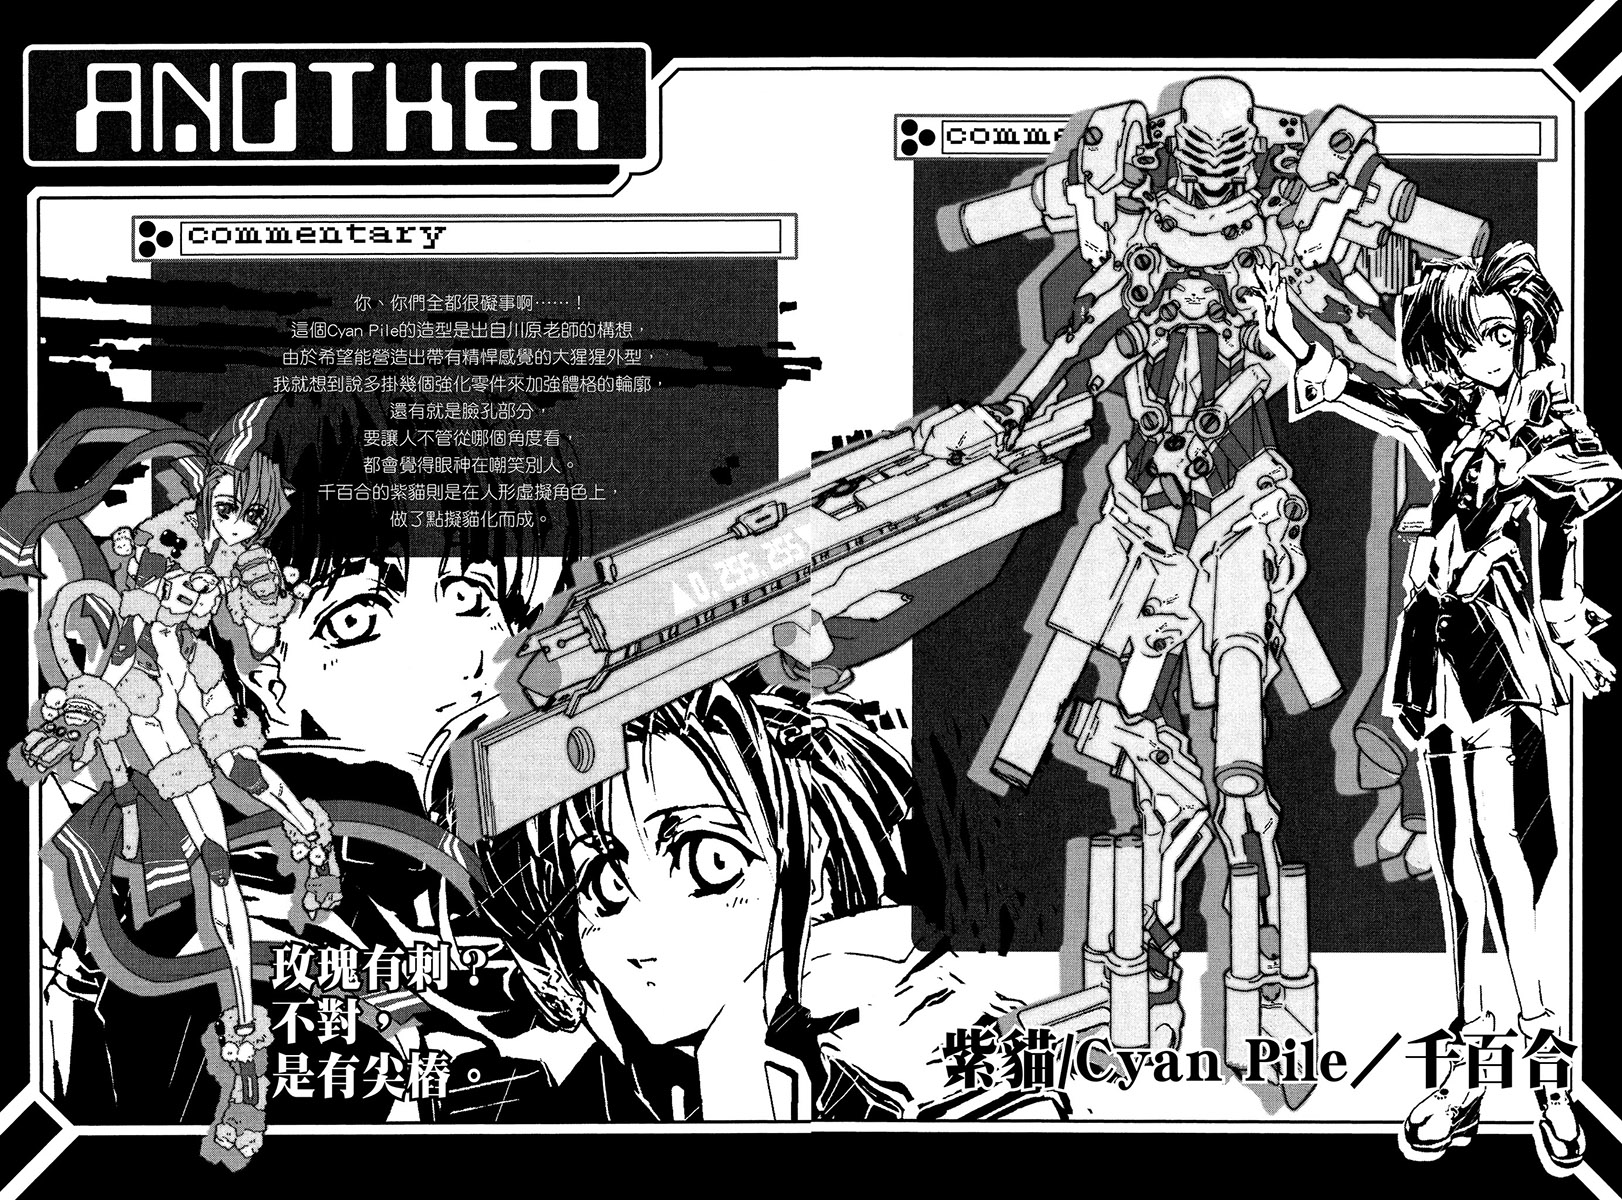 ANOTHER
commentary
你、你們全都很礙事啊……！
這個Cyan Pile的造型是出自川原老師的構想，
由於希望能營造出帶有精悍感覺的大猩猩外型，
我就想到說多掛幾個強化零件來加強體格的輪廓，
還有就是臉孔部分，
要讓人不管從哪個角度看，
都會覺得眼神在嘲笑別人。
千百合的紫貓則是在人形虛擬角色上，
做了點擬貓化而成。
comme
▲0.255.255Y
玫瑰有刺？
不對，
是有尖樁。
紫貓/Cyan Pile／千百合